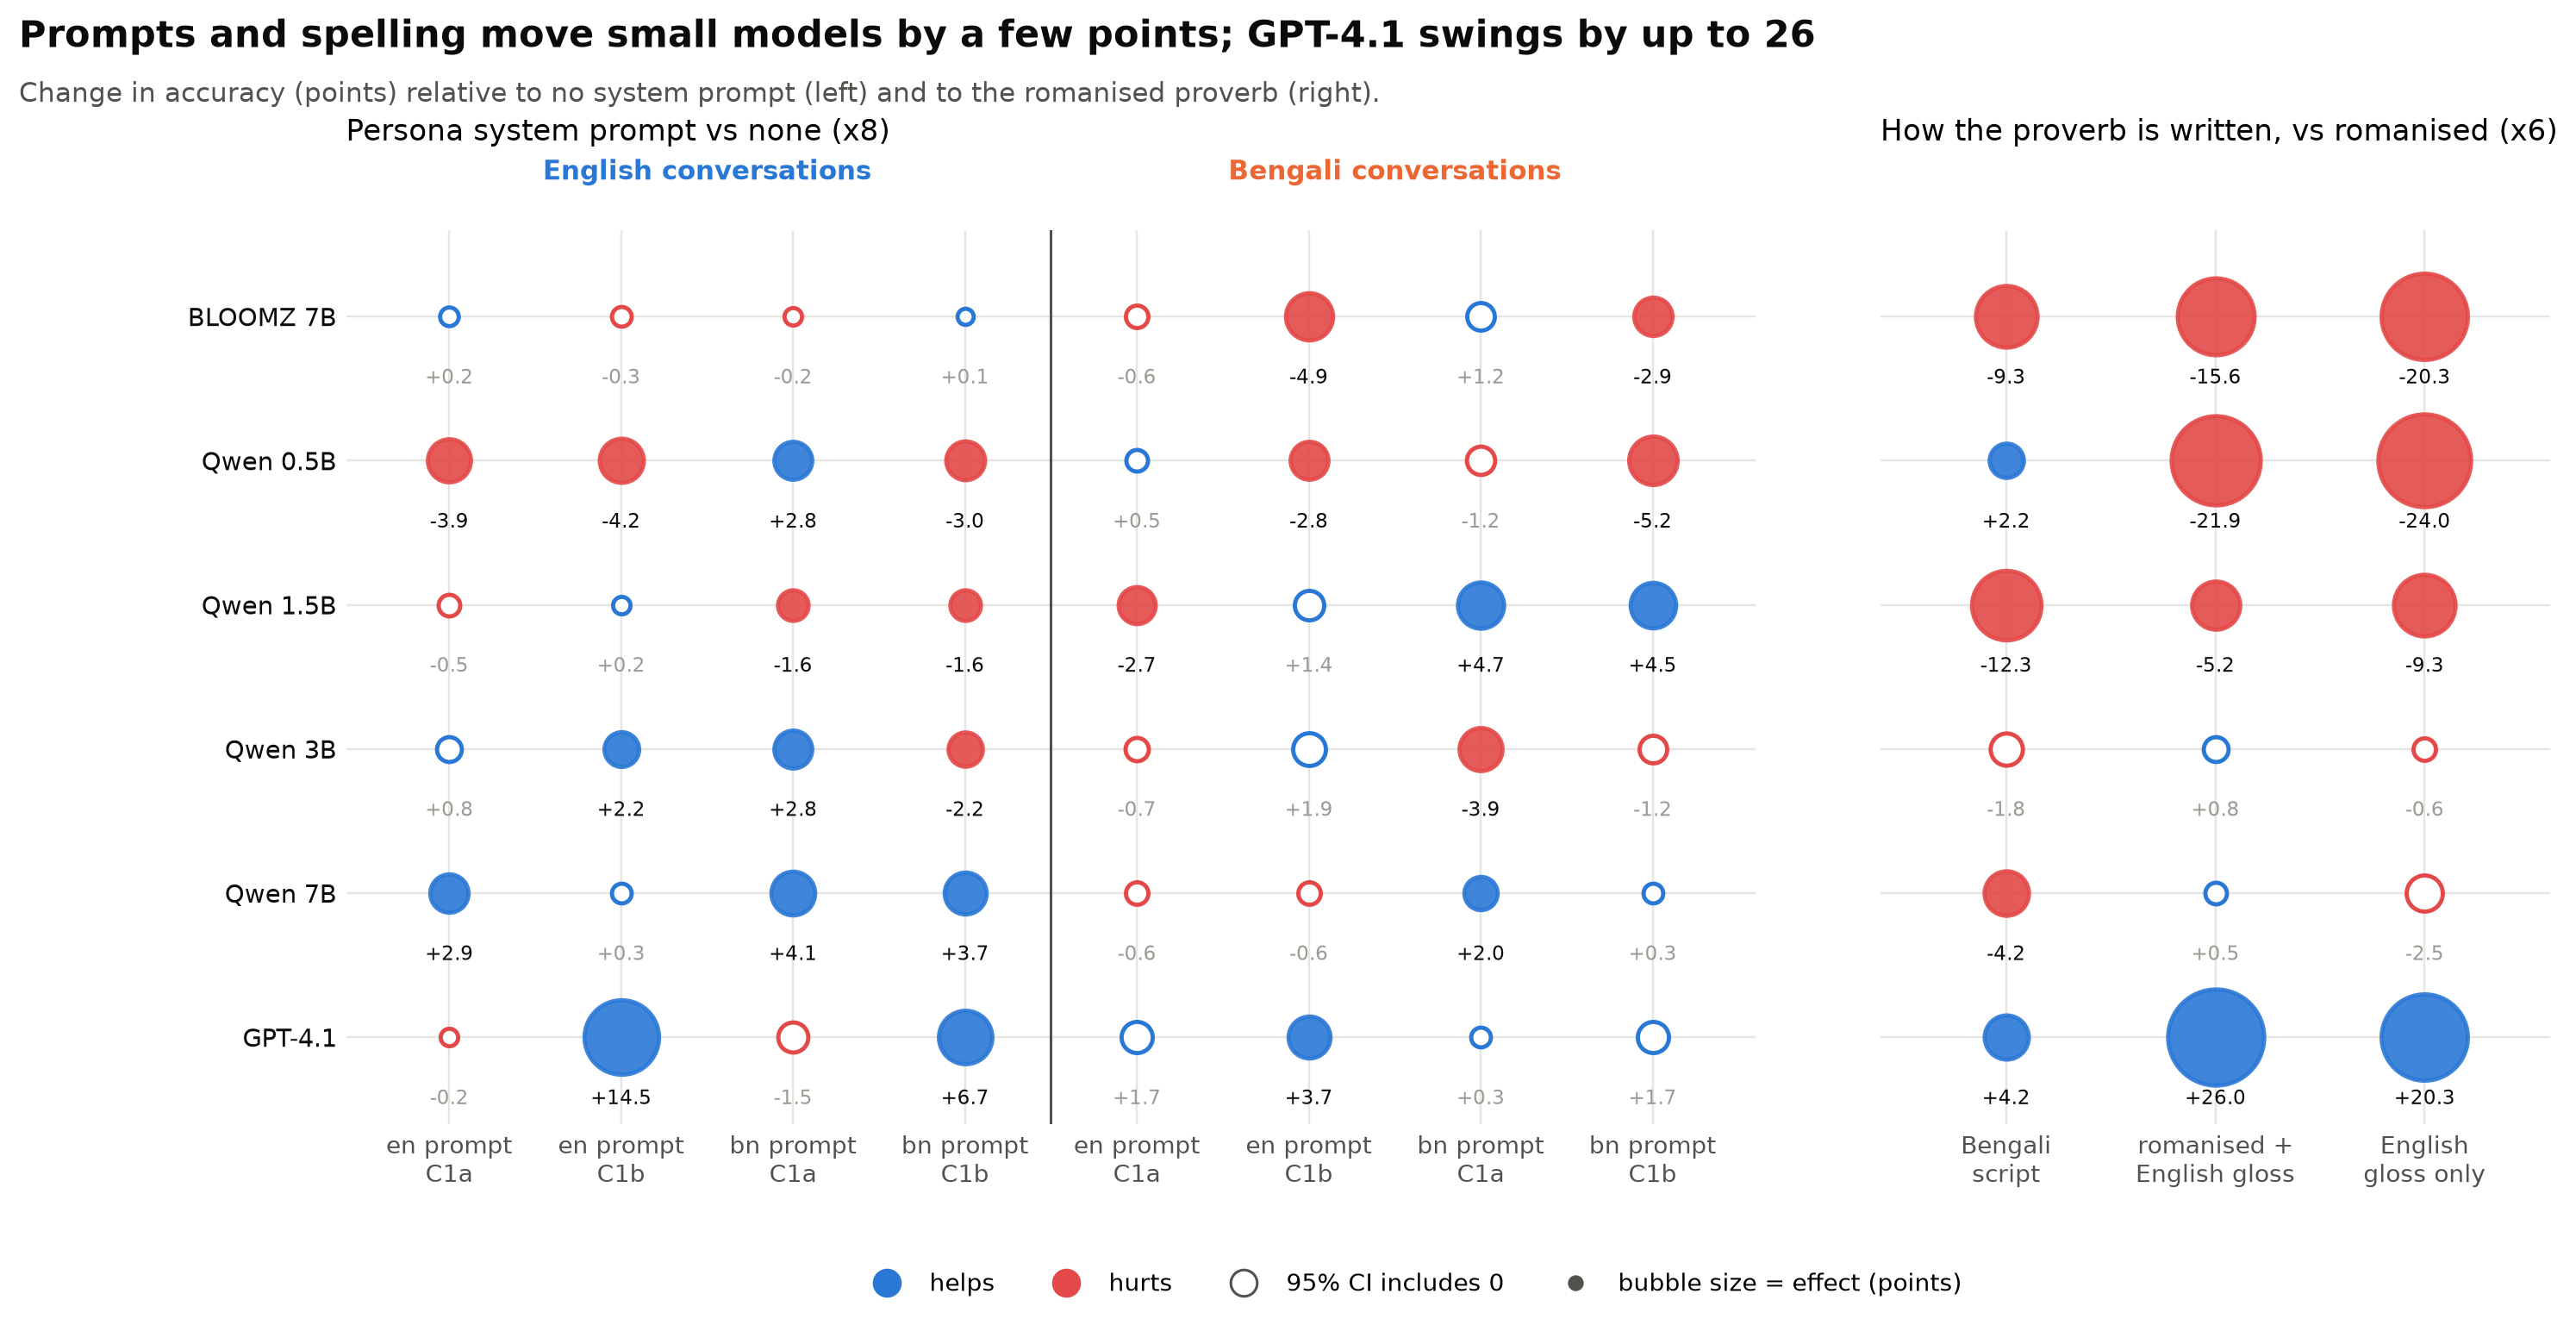 Prompts and spelling move small models by a few points; GPT-4.1 swings by up to 26
Change in accuracy (points) relative to no system prompt (left) and to the romanised proverb (right).
Persona system prompt vs none (x8)
English conversations
Bengali conversations
How the proverb is written, vs romanised (x6)
BLOOMZ 7B
+0.2 -0.3 -0.2 +0.1 -0.6 -4.9 +1.2 -2.9 -9.3 -15.6 -20.3
Qwen 0.5B
-3.9 -4.2 +2.8 -3.0 +0.5 -2.8 -1.2 -5.2 +2.2 -21.9 -24.0
Qwen 1.5B
-0.5 +0.2 -1.6 -1.6 -2.7 +1.4 +4.7 +4.5 -12.3 -5.2 -9.3
Qwen 3B
+0.8 +2.2 +2.8 -2.2 -0.7 +1.9 -3.9 -1.2 -1.8 +0.8 -0.6
Qwen 7B
+2.9 +0.3 +4.1 +3.7 -0.6 -0.6 +2.0 +0.3 -4.2 +0.5 -2.5
GPT-4.1
-0.2 +14.5 -1.5 +6.7 +1.7 +3.7 +0.3 +1.7 +4.2 +26.0 +20.3
en prompt en prompt bn prompt bn prompt en prompt en prompt bn prompt bn prompt Bengali romanised + English
C1a C1b C1a C1b C1a C1b C1a C1b script English gloss gloss only
helps hurts 95% CI includes 0 bubble size = effect (points)